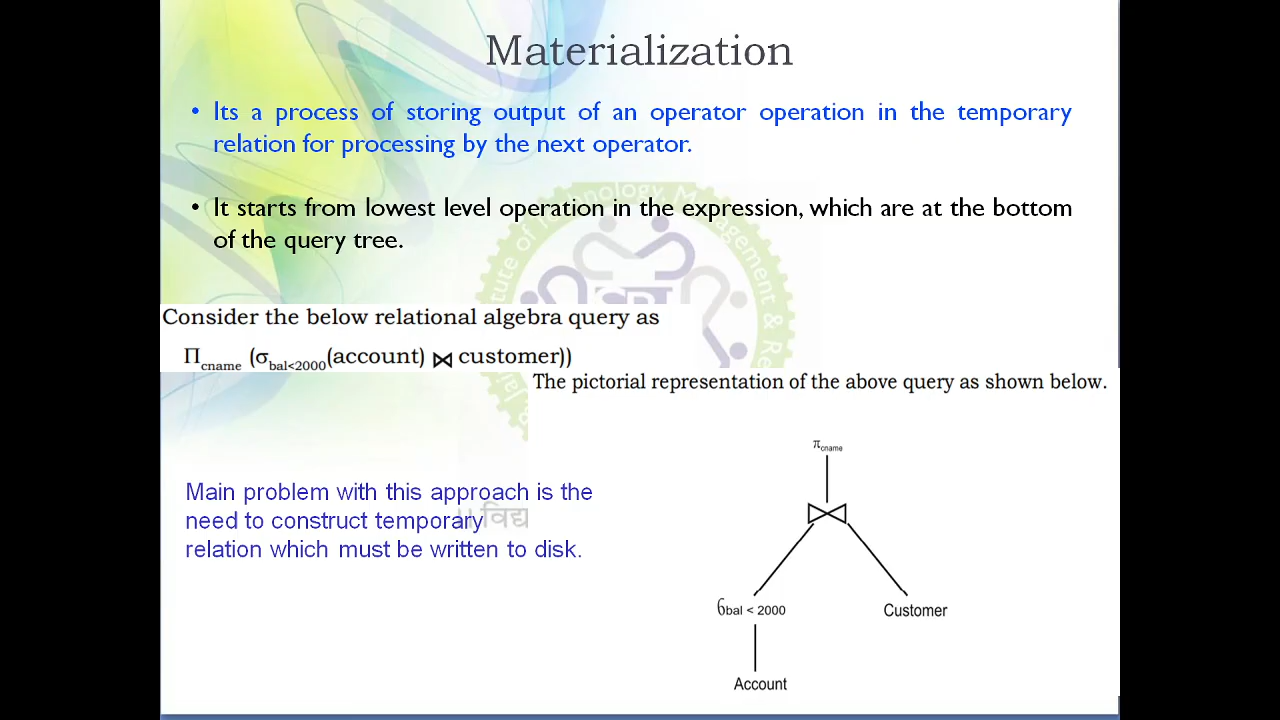 Materialization
• Its a process of storing output of an operator operation in the temporary
relation for processing by the next operator.
• It starts from lowest level operation in the expression, which are at the bottom
of the query tree.
Consider the below relational algebra query as
Π cname (σ bal<2000(account) ⋈ customer))
The pictorial representation of the above query as shown below.
π cname
Main problem with this approach is the
need to construct temporary
relation which must be written to disk.
σ bal < 2000
Customer
Account